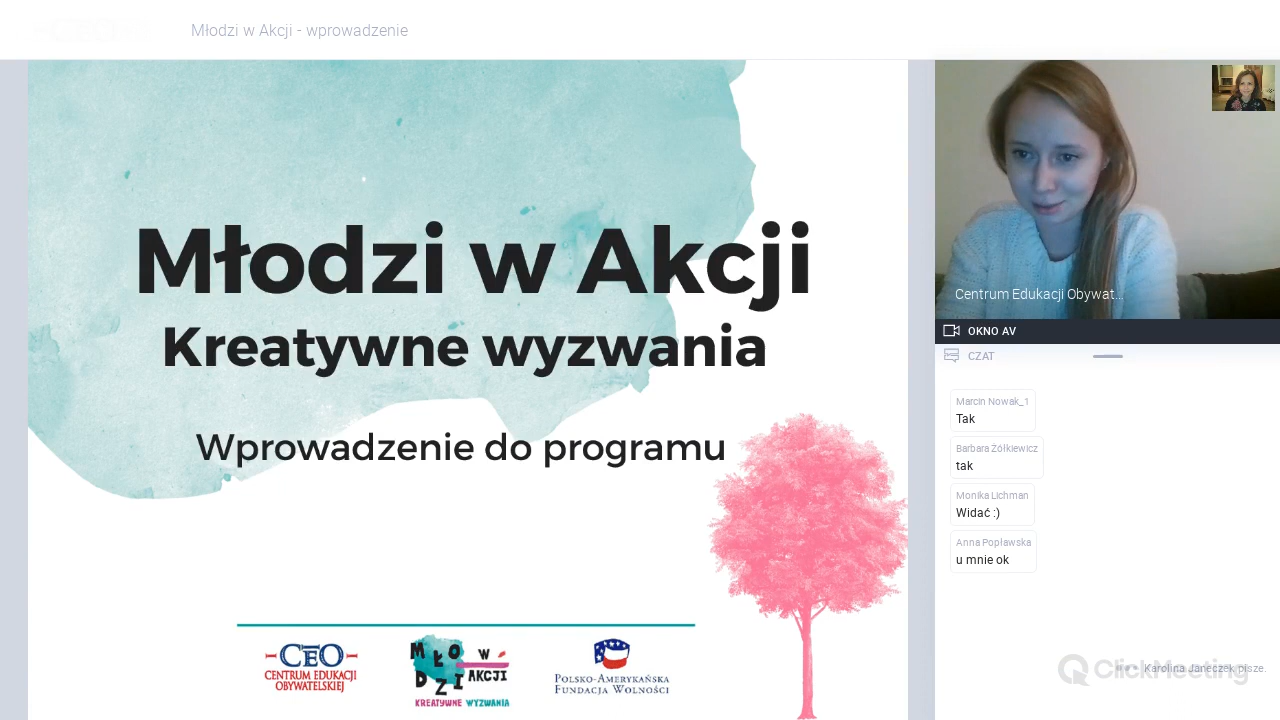 Młodzi w Akcji - wprowadzenie
Młodzi w Akcji
Kreatywne wyzwania
Wprowadzenie do programu
CEO
CENTRUM EDUKACJI
OBYWATELSKIEJ
MŁO W
DZI AKCJI
KREATYWNE WYZWANIA
POLSKO-AMERYKAŃSKA
FUNDACJA WOLNOŚCI
Centrum Edukacji Obywat...
OKNO AV
CZAT
Marcin Nowak_1
Tak
Barbara Żółkiewicz
tak
Monika Lichman
Widać :)
Anna Popławska
u mnie ok
ClickMeeting
Karolina Janeczek pisze.